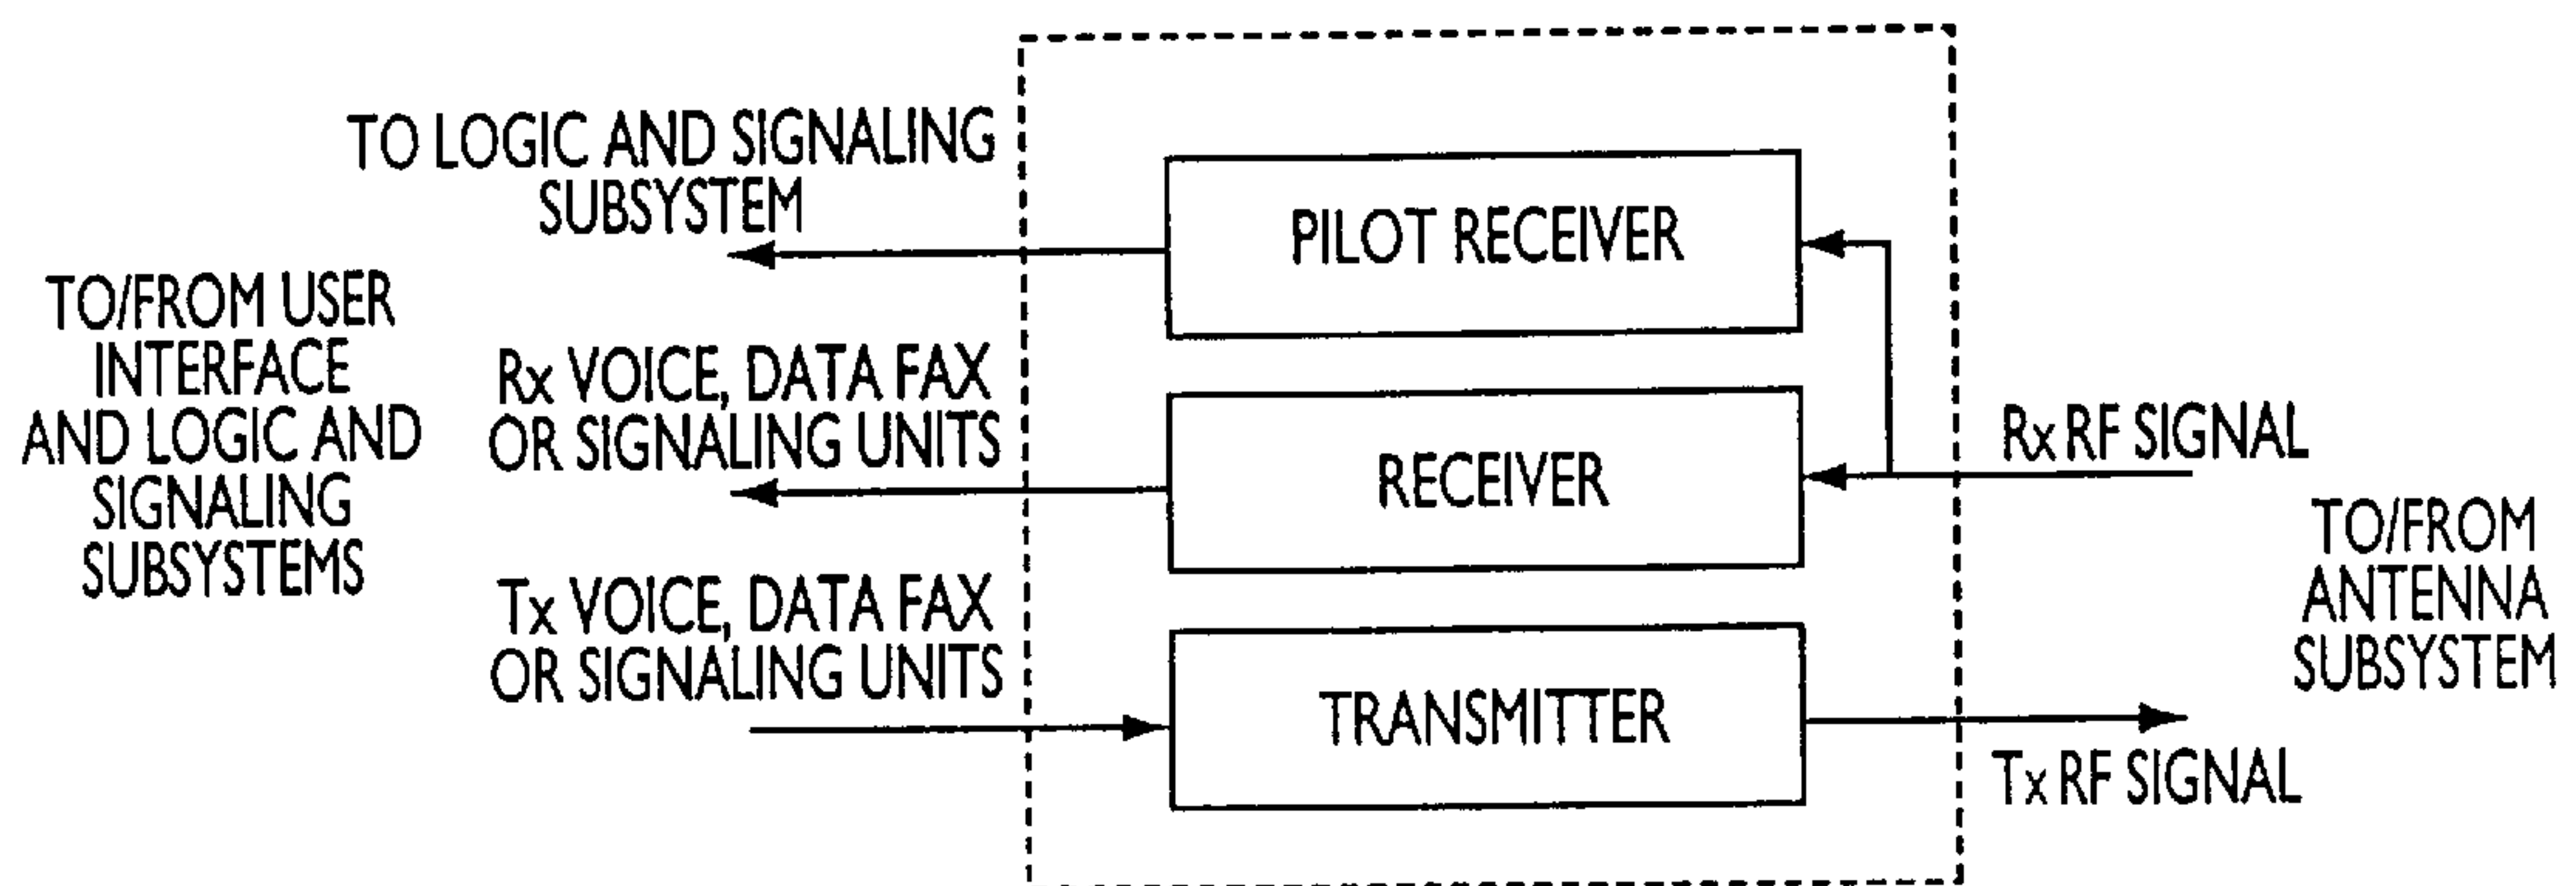 TO LOGIC AND SIGNALING
SUBSYSTEM
PILOT RECEIVER
TO/FROM USER
INTERFACE
AND LOGIC AND
SIGNALING
SUBSYSTEMS
Rx VOICE, DATA FAX
OR SIGNALING UNITS
RECEIVER
Rx RF SIGNAL
TO/FROM
ANTENNA
SUBSYSTEM
Tx VOICE, DATA FAX
OR SIGNALING UNITS
TRANSMITTER
Tx RF SIGNAL